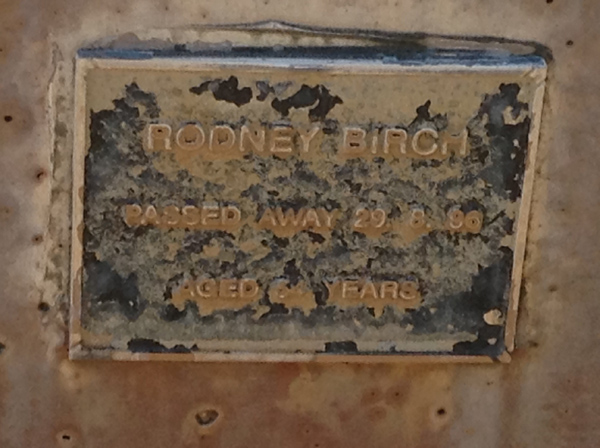 RODNEY BIRCH
PASSED AWAY 29. 8. 96
AGED YEARS